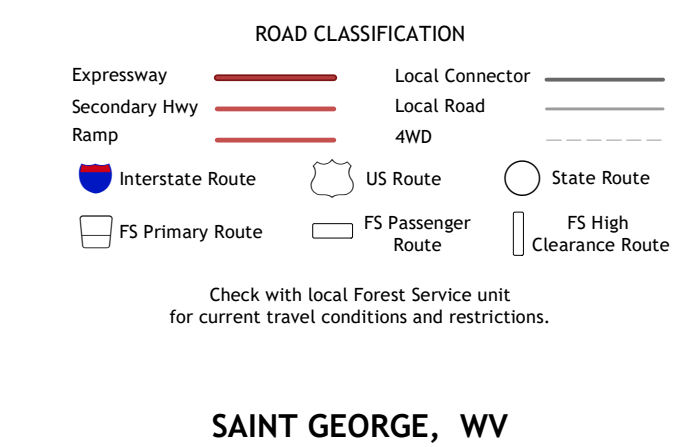 ROAD CLASSIFICATION
Expressway
Local Connector
Secondary Hwy
Local Road
Ramp
4WD
Interstate Route
US Route
State Route
FS Primary Route
FS Passenger
Route
FS High
Clearance Route
Check with local Forest Service unit
for current travel conditions and restrictions.
SAINT GEORGE, WV